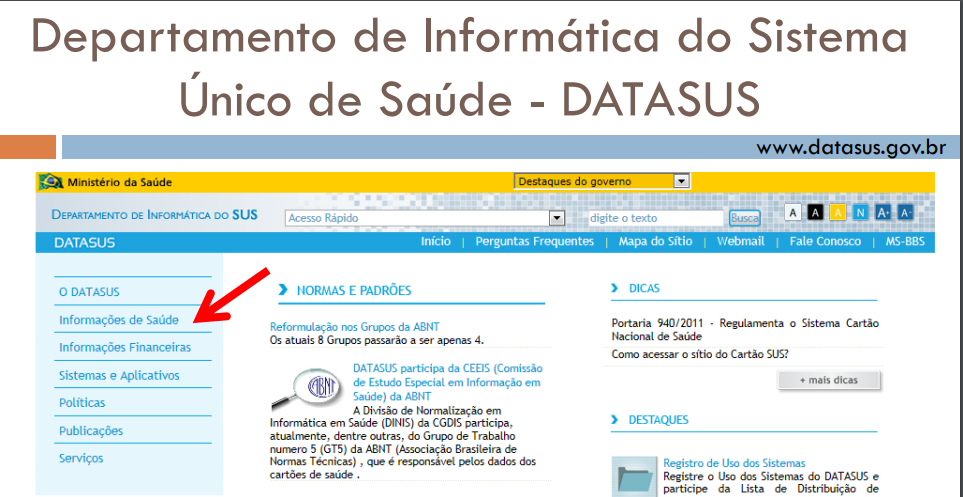 Departamento de Informática do Sistema
Único de Saúde - DATASUS
www.datasus.gov.br
Ministério da Saúde
Destaques do governo
DEPARTAMENTO DE INFORMÁTICA DO SUS
Acesso Rápido
digite o texto
Busca
A A A N A+ A-
DATASUS
Início | Perguntas Frequentes | Mapa do Sítio | Webmail | Fale Conosco | MS-BBS
O DATASUS
Informações de Saúde
Informações Financeiras
Sistemas e Aplicativos
Políticas
Publicações
Serviços
NORMAS E PADRÕES
Reformulação nos Grupos da ABNT
Os atuais 8 Grupos passarão a ser apenas 4.
ABNT
DATASUS participa da CEEIS (Comissão
de Estudo Especial em Informação em
Saúde) da ABNT
A Divisão de Normalização em
Informática em Saúde (DINIS) da CGDIS participa,
atualmente, dentre outras, do Grupo de Trabalho
numero 5 (GT5) da ABNT (Associação Brasileira de
Normas Técnicas) , que é responsável pelos dados dos
cartões de saúde .
DICAS
Portaria 940/2011 - Regulamenta o Sistema Cartão
Nacional de Saúde
Como acessar o sítio do Cartão SUS?
+ mais dicas
DESTAQUES
Registro de Uso dos Sistemas
Registre o Uso dos Sistemas do DATASUS e
participe da Lista de Distribuição de